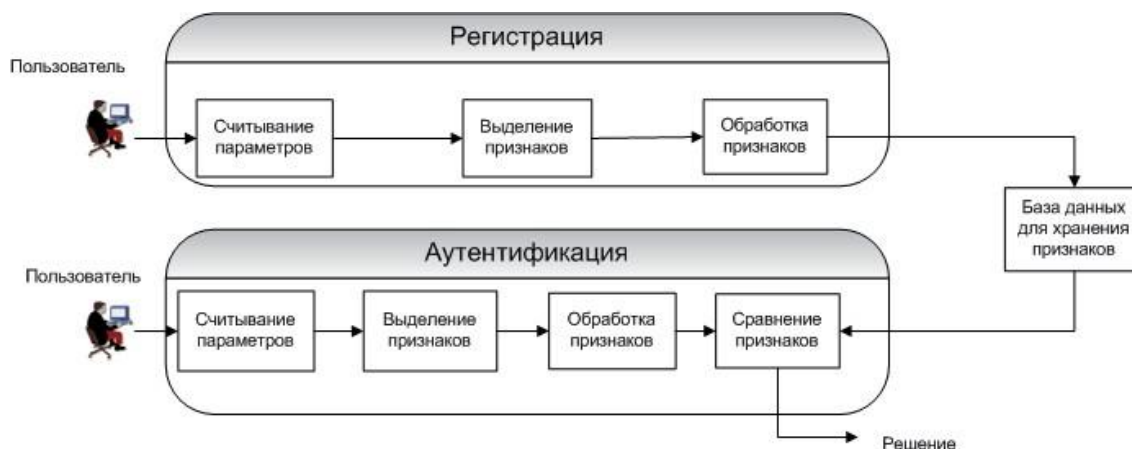 Регистрация
Пользователь
Считывание
параметров
Выделение
признаков
Обработка
признаков
База данных
для хранения
признаков
Аутентификация
Пользователь
Считывание
параметров
Выделение
признаков
Обработка
признаков
Сравнение
признаков
Решение